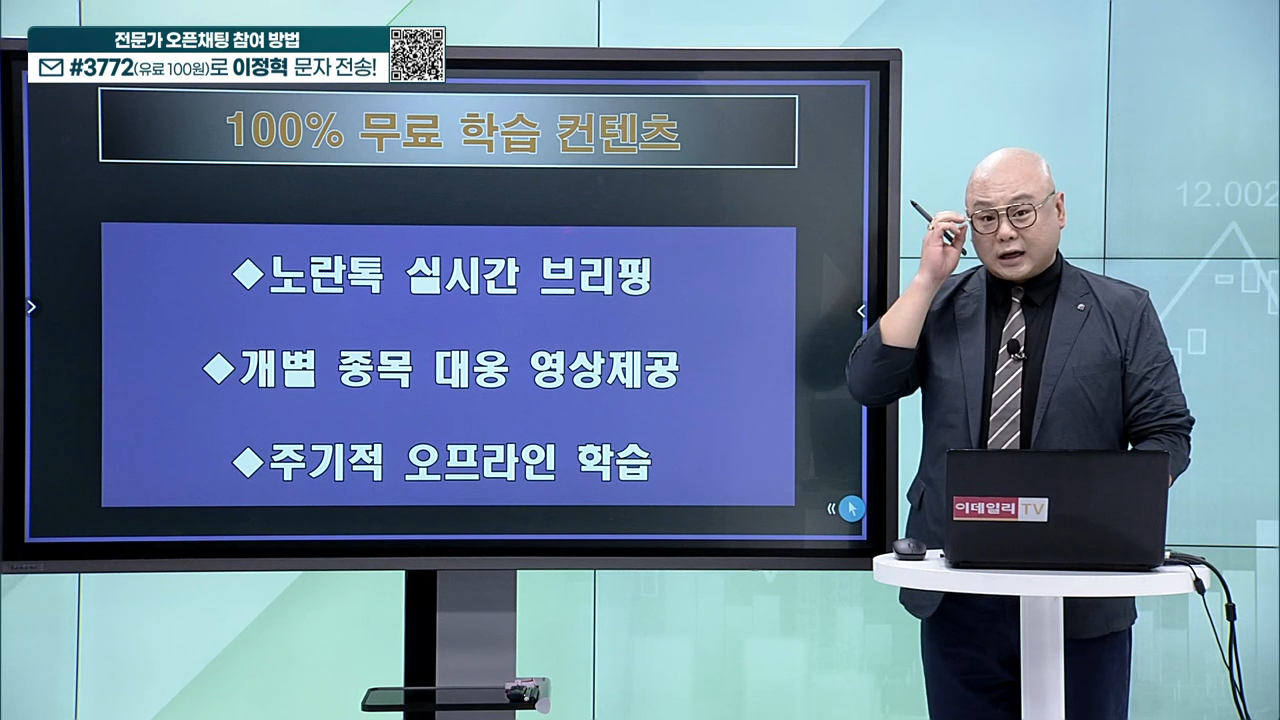 전문가 오픈채팅 참여 방법
#3772(유료 100원)로 이정혁 문자 전송!
100% 무료 학습 컨텐츠
◆노란톡 실시간 브리핑
◆개별 종목 대웅 영상제공
◆주기적 오프라인 학습
12.002
이데일리TV